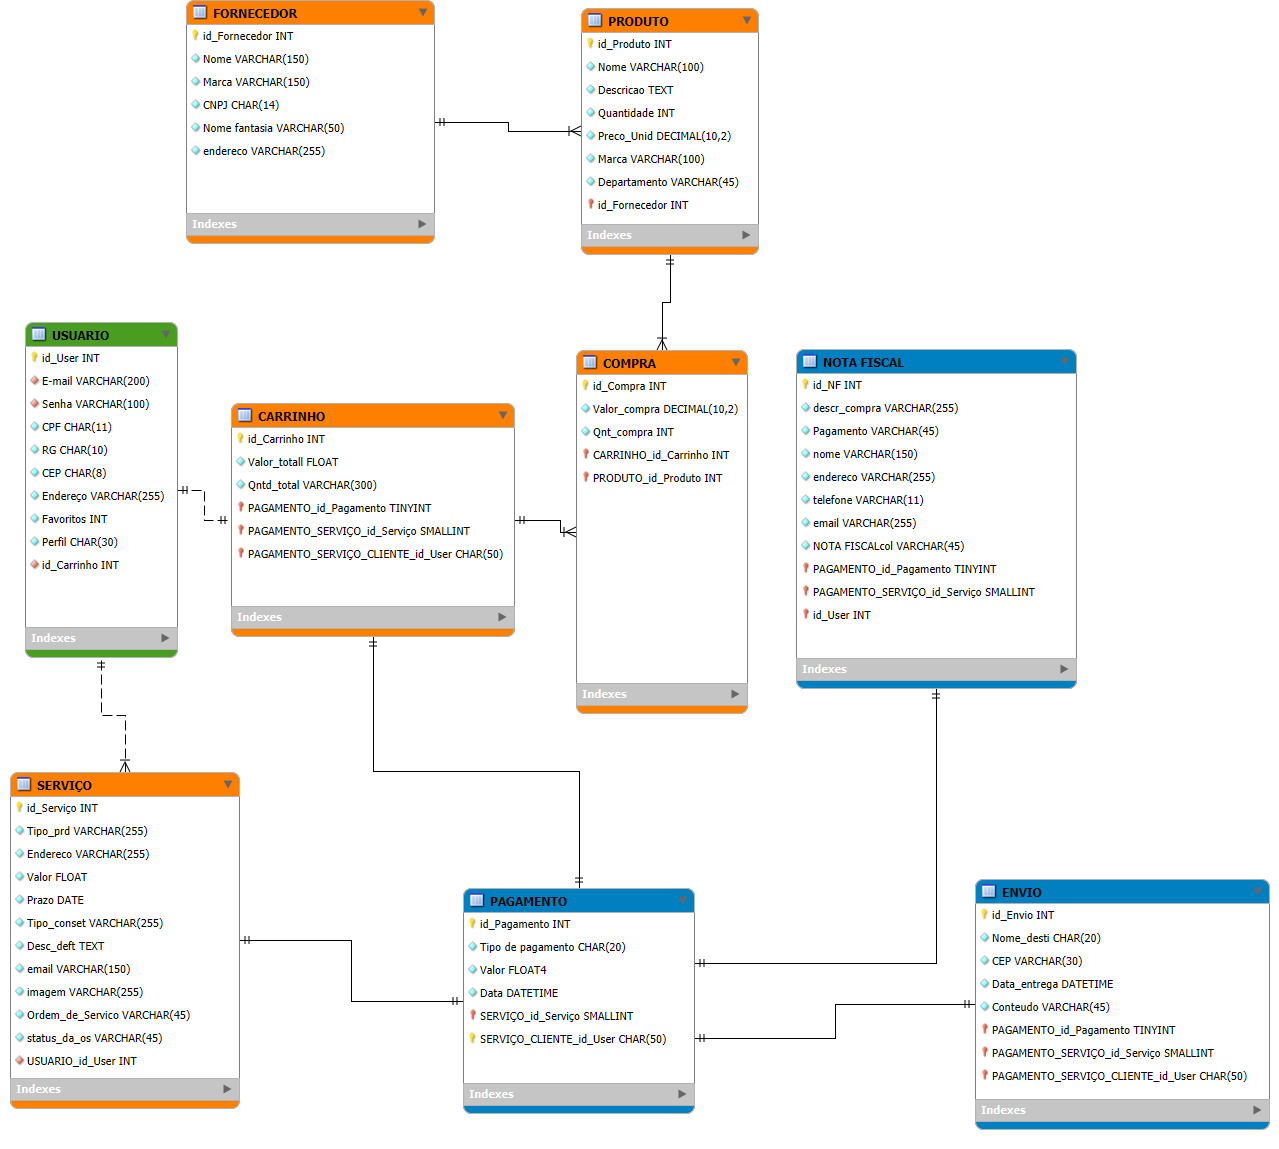 FORNECEDOR
id_Fornecedor INT
Nome VARCHAR(150)
Marca VARCHAR(150)
CNPJ CHAR(14)
Nome fantasia VARCHAR(50)
endereco VARCHAR(255)
Indexes
PRODUTO
id_Produto INT
Nome VARCHAR(100)
Descricao TEXT
Quantidade INT
Preco_Unid DECIMAL(10,2)
Marca VARCHAR(100)
Departamento VARCHAR(45)
id_Fornecedor INT
Indexes
USUARIO
id_User INT
E-mail VARCHAR(200)
Senha VARCHAR(100)
CPF CHAR(11)
RG CHAR(10)
CEP CHAR(8)
Endereço VARCHAR(255)
Favoritos INT
Perfil CHAR(30)
id_Carrinho INT
Indexes
CARRINHO
id_Carrinho INT
Valor_totall FLOAT
Qntd_total VARCHAR(300)
PAGAMENTO_id_Pagamento TINYINT
PAGAMENTO_SERVIÇO_id_Serviço SMALLINT
PAGAMENTO_SERVIÇO_CLIENTE_id_User CHAR(50)
Indexes
COMPRA
id_Compra INT
Valor_compra DECIMAL(10,2)
Qnt_compra INT
CARRINHO_id_Carrinho INT
PRODUTO_id_Produto INT
Indexes
NOTA FISCAL
id_NF INT
descr_compra VARCHAR(255)
Pagamento VARCHAR(45)
nome VARCHAR(150)
endereco VARCHAR(255)
telefone VARCHAR(11)
email VARCHAR(255)
NOTA FISCALcol VARCHAR(45)
PAGAMENTO_id_Pagamento TINYINT
PAGAMENTO_SERVIÇO_id_Serviço SMALLINT
id_User INT
Indexes
SERVIÇO
id_Serviço INT
Tipo_prd VARCHAR(255)
Endereco VARCHAR(255)
Valor FLOAT
Prazo DATE
Tipo_conset VARCHAR(255)
Desc_deft TEXT
email VARCHAR(150)
imagem VARCHAR(255)
Ordem_de_Servico VARCHAR(45)
status_da_os VARCHAR(45)
USUARIO_id_User INT
Indexes
PAGAMENTO
id_Pagamento INT
Tipo de pagamento CHAR(20)
Valor FLOAT4
Data DATETIME
SERVIÇO_id_Serviço SMALLINT
SERVIÇO_CLIENTE_id_User CHAR(50)
Indexes
ENVIO
id_Envio INT
Nome_desti CHAR(20)
CEP VARCHAR(30)
Data_entrega DATETIME
Conteudo VARCHAR(45)
PAGAMENTO_id_Pagamento TINYINT
PAGAMENTO_SERVIÇO_id_Serviço SMALLINT
PAGAMENTO_SERVIÇO_CLIENTE_id_User CHAR(50)
Indexes